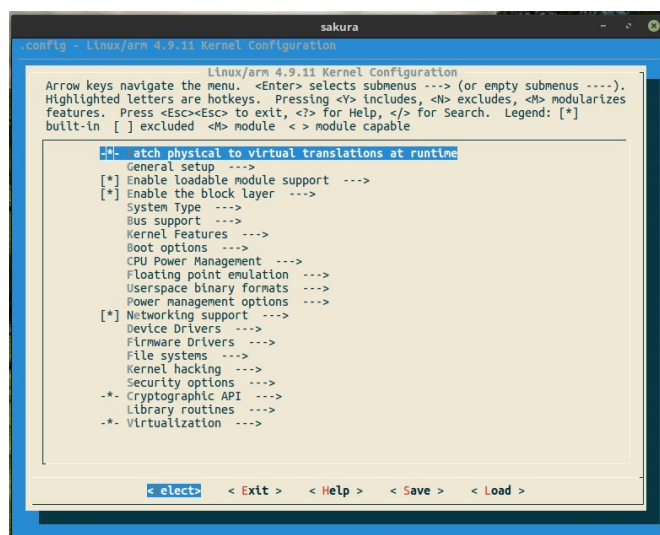 sakura
.config - Linux/arm 4.9.11 Kernel Configuration
Linux/arm 4.9.11 Kernel Configuration
Arrow keys navigate the menu. <Enter> selects submenus ---> (or empty submenus ----).
Highlighted letters are hotkeys. Pressing <Y> includes, <N> excludes, <M> modularizes
features. Press <Esc><Esc> to exit, <?> for Help, </> for Search. Legend: [*]
built-in [ ] excluded <M> module < > module capable
-*- Patch physical to virtual translations at runtime
General setup --->
[*] Enable loadable module support --->
[*] Enable the block layer --->
System Type --->
Bus support --->
Kernel Features --->
Boot options --->
CPU Power Management --->
Floating point emulation --->
Userspace binary formats --->
Power management options --->
[*] Networking support --->
Device Drivers --->
Firmware Drivers --->
File systems --->
Kernel hacking --->
Security options --->
-*- Cryptographic API --->
Library routines --->
-*- Virtualization --->
< elect> < Exit > < Help > < Save > < Load >